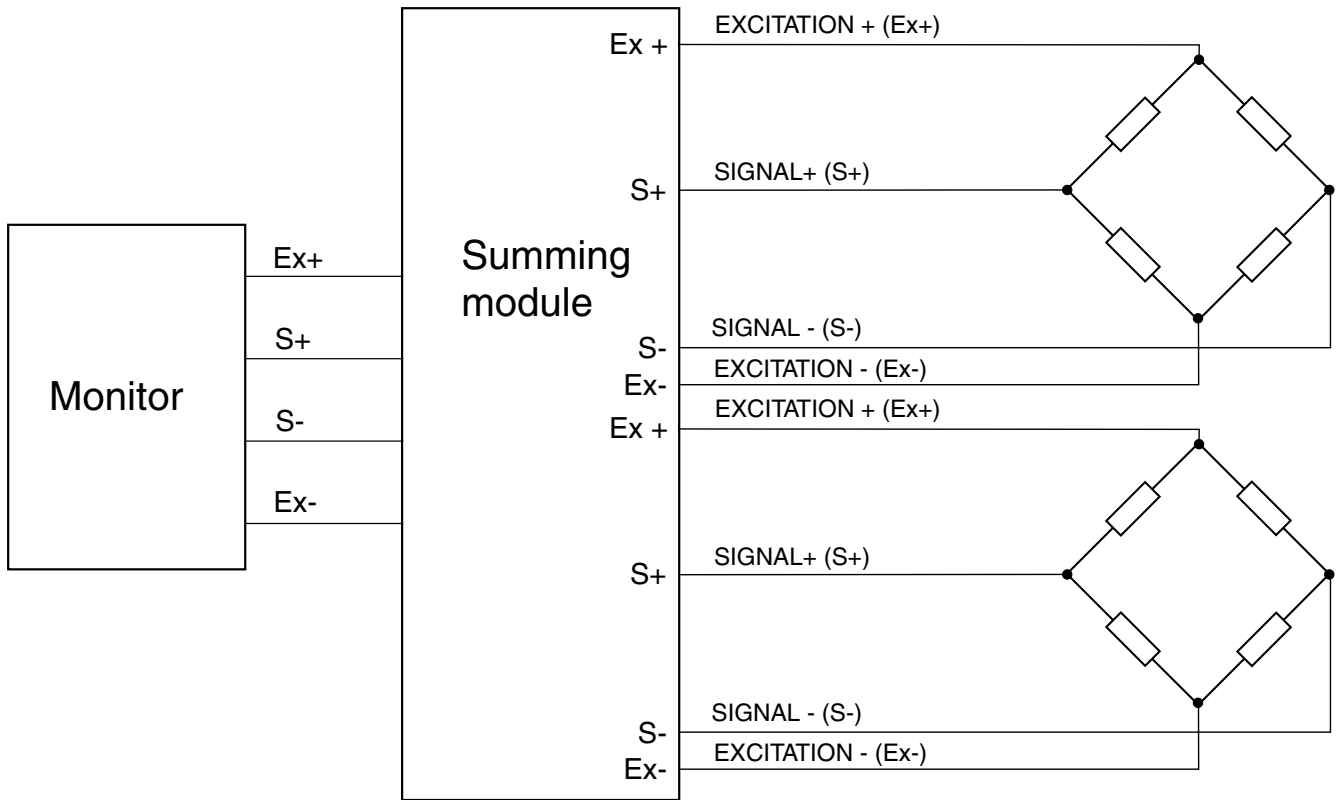 EXCITATION + (Ex+)
Ex +
SIGNAL+ (S+)
S+
Summing
module
Ex+
S+
Monitor
S-
Ex-
SIGNAL - (S-)
S-
EXCITATION - (Ex-)
Ex-
EXCITATION + (Ex+)
Ex +
SIGNAL+ (S+)
S+
SIGNAL - (S-)
S-
EXCITATION - (Ex-)
Ex-